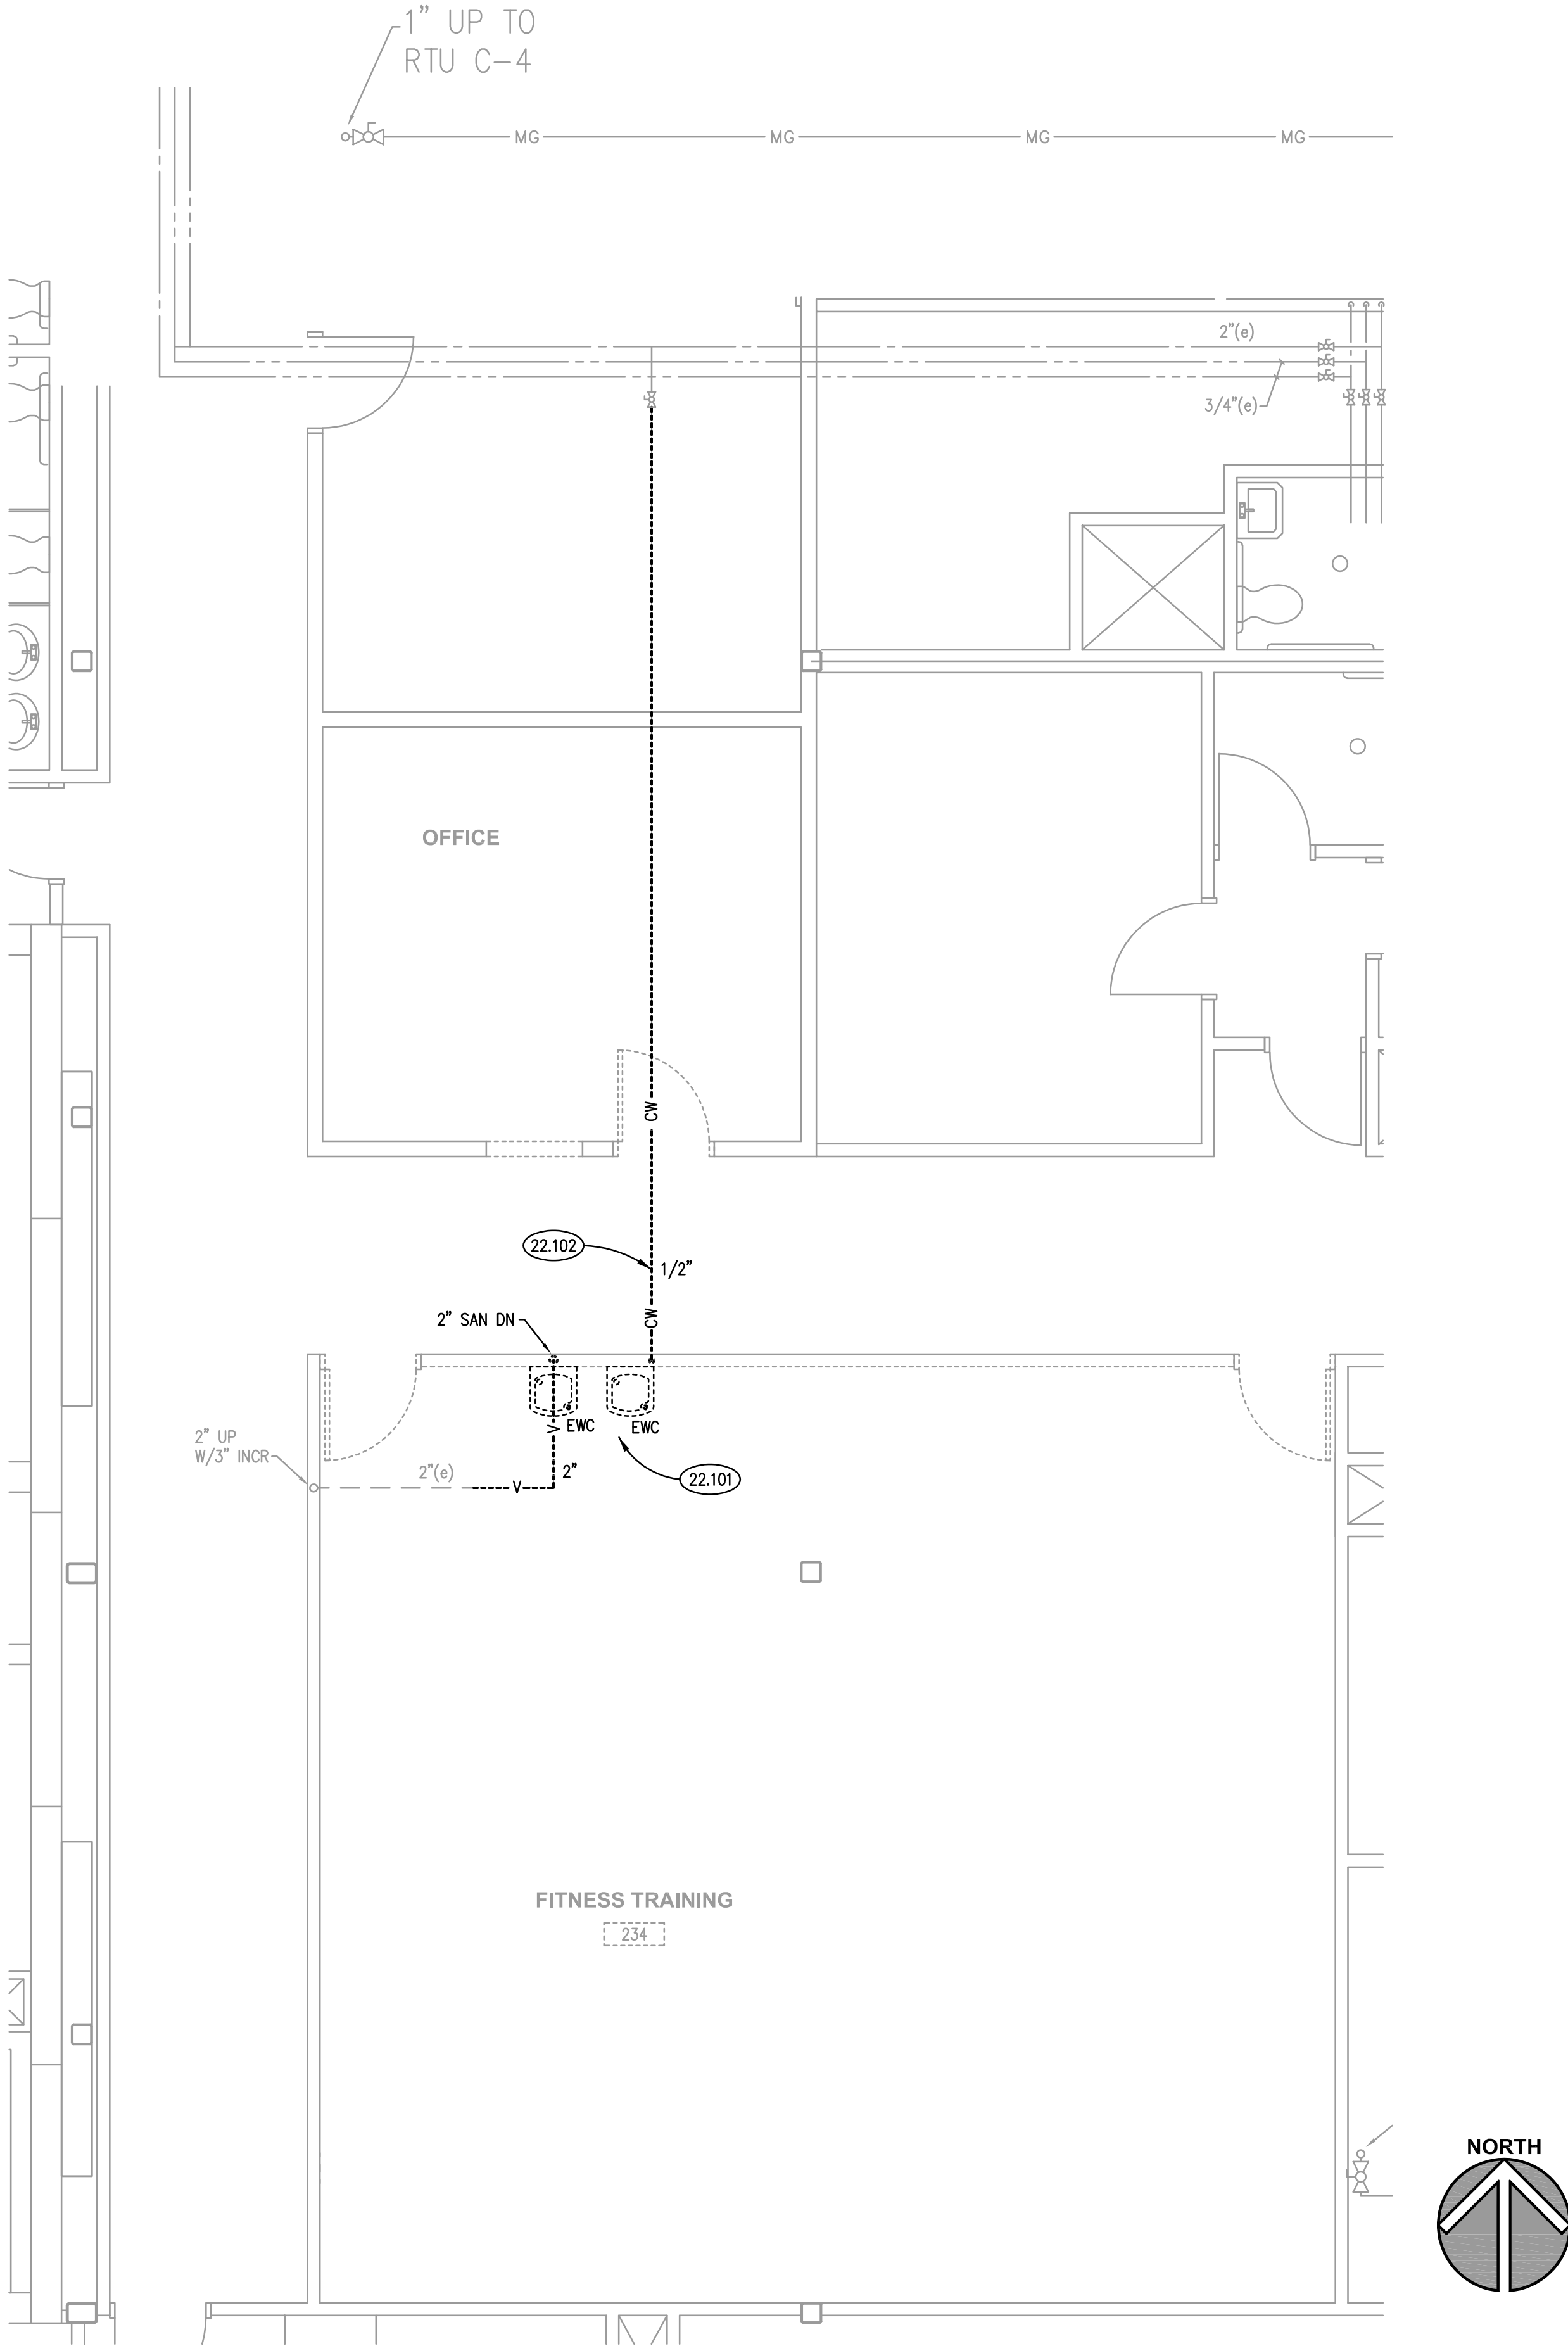 1" UP TO
RTU C-4
MG MG MG MG
2"(e)
3/4"(e)
OFFICE
CW
22.102
1/2"
CW
2" SAN DN
EWC
EWC
V
2" UP
W/3" INCR
2"(e)
2"
V
22.101
FITNESS TRAINING
234
NORTH